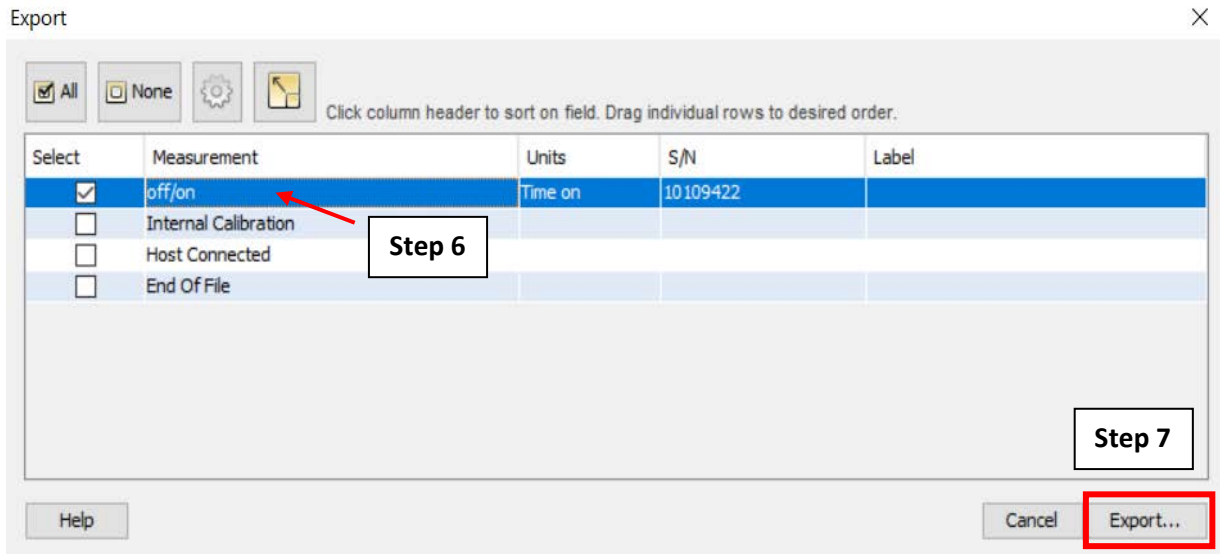 Export
All None Click column header to sort on field. Drag individual rows to desired order.
Select Measurement Units S/N Label
off/on Time on 10109422
Internal Calibration
Step 6
Host Connected
End Of File
Step 7
Help Cancel Export...